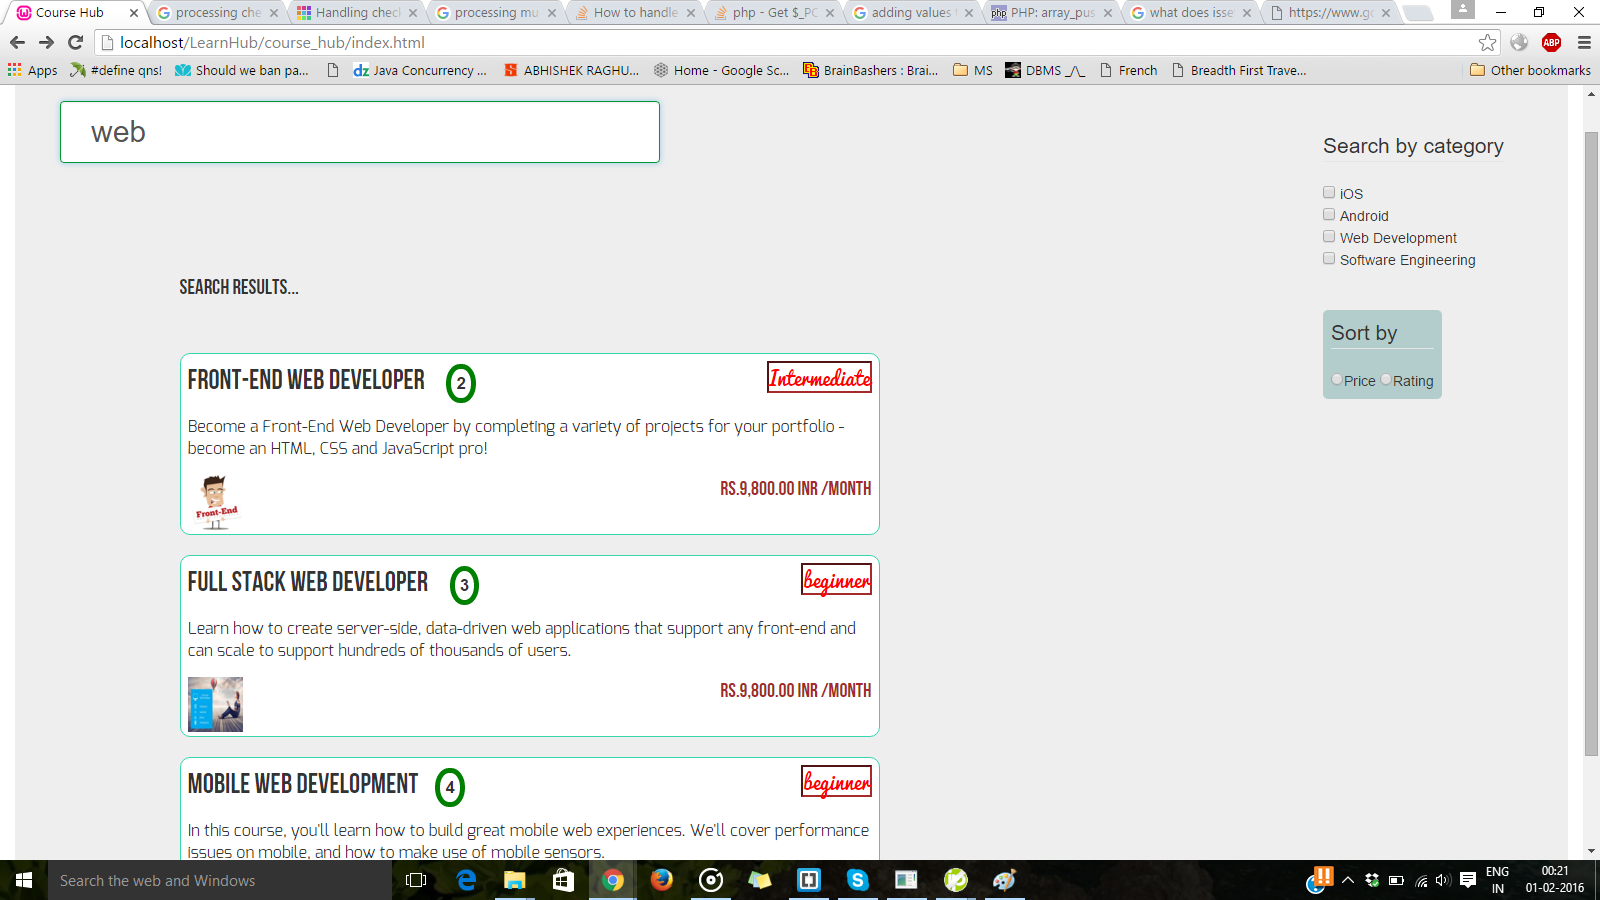 Course Hub
processing che
Handling check
processing mu
How to handle
php - Get $_PO
adding values t
php PHP: array_pus
what does isse
https://www.go
localhost/LearnHub/course_hub/index.html
ABP
Apps
#define qns!
Should we ban pa...
dz Java Concurrency ...
ABHISHEK RAGHU...
Home - Google Sc...
BrainBashers : Brai...
MS
DBMS _/\_
French
Breadth First Trave...
Other bookmarks
web
Search by category
iOS
Android
Web Development
Software Engineering
Sort by
Price Rating
SEARCH RESULTS...
FRONT-END WEB DEVELOPER 2 Intermediate
Become a Front-End Web Developer by completing a variety of projects for your portfolio -
become an HTML, CSS and JavaScript pro!
Front-End
RS.9,800.00 INR /MONTH
FULL STACK WEB DEVELOPER 3 beginner
Learn how to create server-side, data-driven web applications that support any front-end and
can scale to support hundreds of thousands of users.
RS.9,800.00 INR /MONTH
MOBILE WEB DEVELOPMENT 4 beginner
In this course, you'll learn how to build great mobile web experiences. We'll cover performance
issues on mobile, and how to make use of mobile sensors.
Search the web and Windows
ENG
IN
00:21
01-02-2016